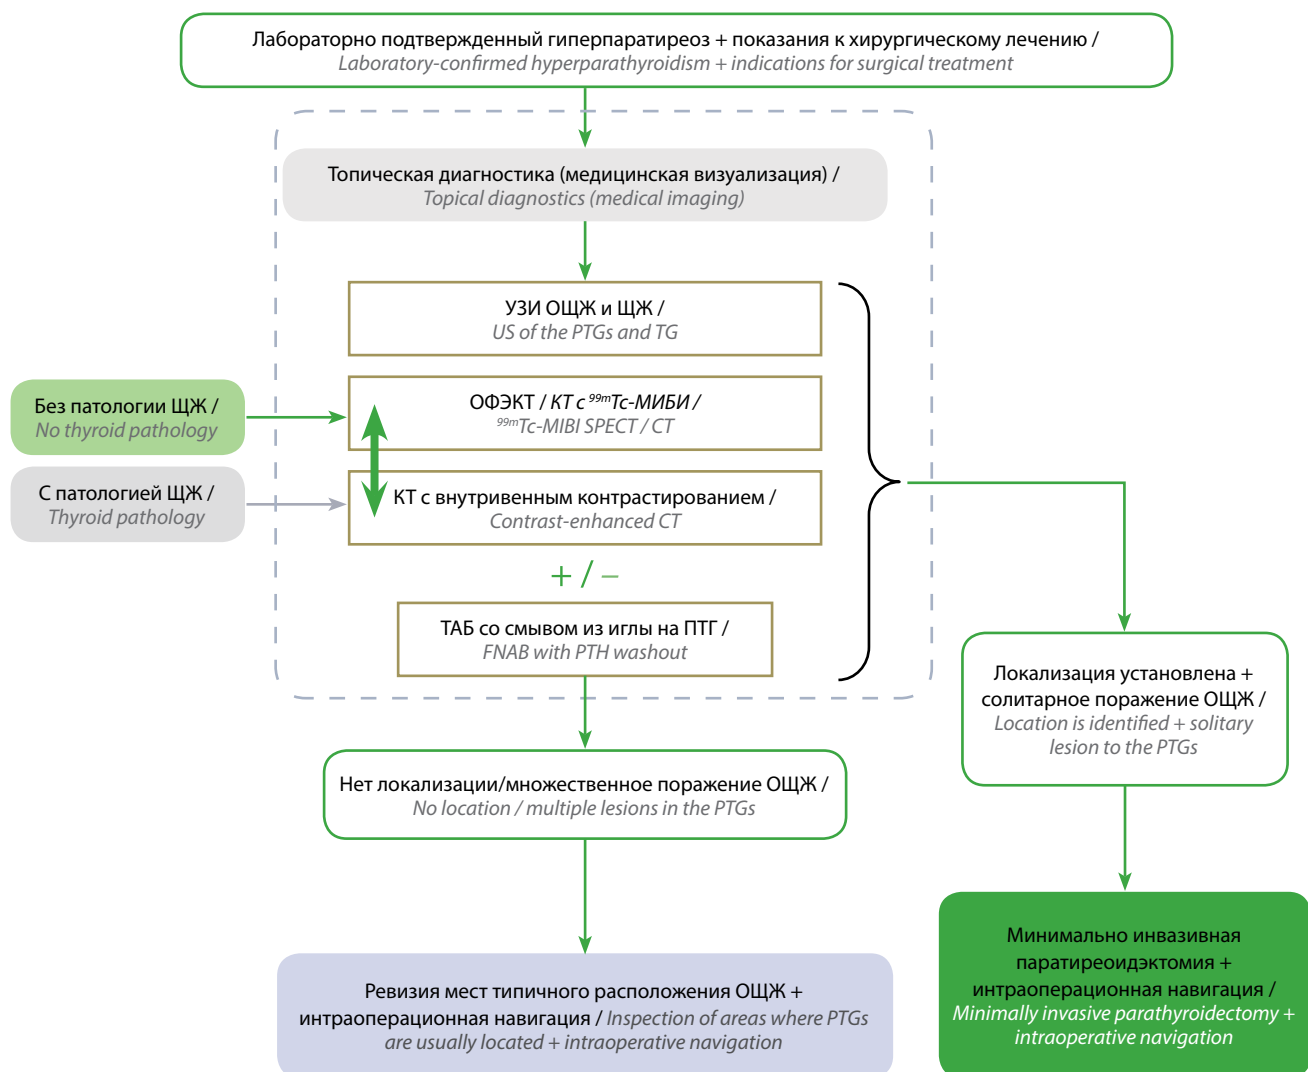 Лабораторно подтвержденный гиперпаратиреоз + показания к хирургическому лечению /
Laboratory-confirmed hyperparathyroidism + indications for surgical treatment
Топическая диагностика (медицинская визуализация) /
Topical diagnostics (medical imaging)
УЗИ ОЩЖ и ЩЖ /
US of the PTGs and TG
Без патологии ЩЖ /
No thyroid pathology
ОФЭКТ / КТ с ⁹⁹ᵐТс-МИБИ /
⁹⁹ᵐTc-MIBI SPECT / CT
С патологией ЩЖ /
Thyroid pathology
КТ с внутривенным контрастированием /
Contrast-enhanced CT
+ / –
ТАБ со смывом из иглы на ПТГ /
FNAB with PTH washout
Локализация установлена +
солитарное поражение ОЩЖ /
Location is identified + solitary
lesion to the PTGs
Нет локализации/множественное поражение ОЩЖ /
No location / multiple lesions in the PTGs
Минимально инвазивная
паратиреоидэктомия +
интраоперационная навигация /
Minimally invasive parathyroidectomy +
intraoperative navigation
Ревизия мест типичного расположения ОЩЖ +
интраоперационная навигация / Inspection of areas where PTGs
are usually located + intraoperative navigation